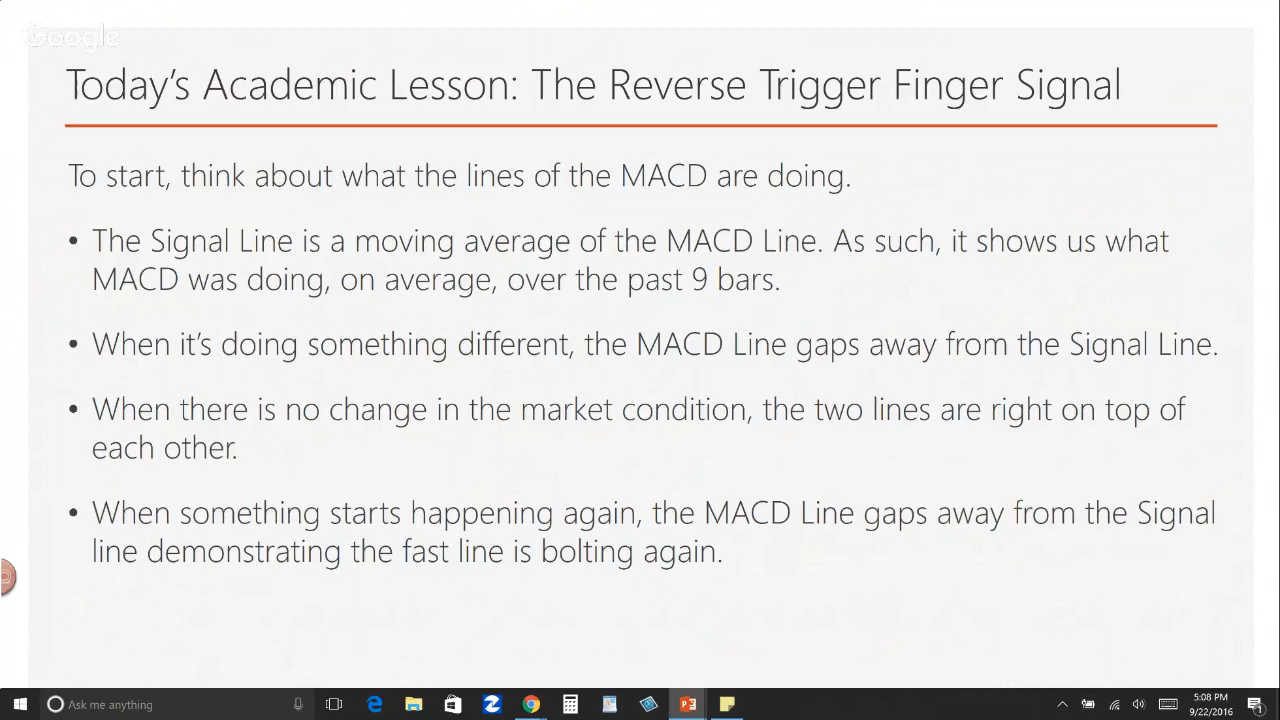 Google
Today's Academic Lesson: The Reverse Trigger Finger Signal
To start, think about what the lines of the MACD are doing.
• The Signal Line is a moving average of the MACD Line. As such, it shows us what
MACD was doing, on average, over the past 9 bars.
• When it's doing something different, the MACD Line gaps away from the Signal Line.
• When there is no change in the market condition, the two lines are right on top of
each other.
• When something starts happening again, the MACD Line gaps away from the Signal
line demonstrating the fast line is bolting again.
Ask me anything
5:08 PM
9/22/2016